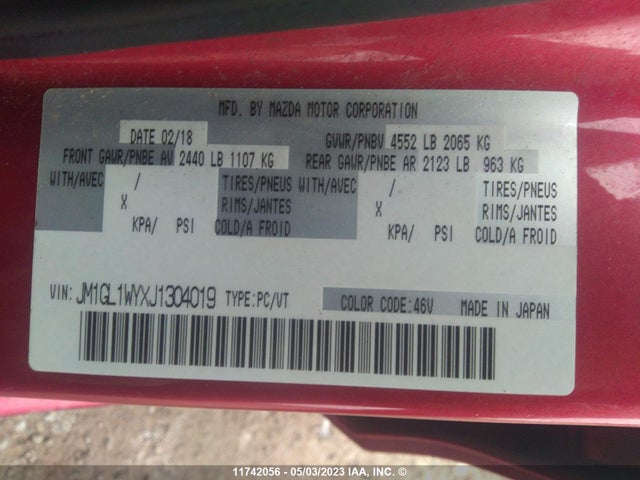 MFD. BY MAZDA MOTOR CORPORATION
DATE 02/18 GVWR/PNBV 4552 LB 2065 KG
FRONT GAWR/PNBE AV 2440 LB 1107 KG REAR GAWR/PNBE AR 2123 LB 963 KG
WITH/AVEC / TIRES/PNEUS / TIRES/PNEUS
X RIMS/JANTES X RIMS/JANTES
KPA/ PSI COLD/A FROID KPA/ PSI COLD/A FROID
VIN: JM1GL1WYXJ1304019 TYPE:PC/VT COLOR CODE:46V MADE IN JAPAN
11742056 - 05/03/2023 IAA, INC. ©